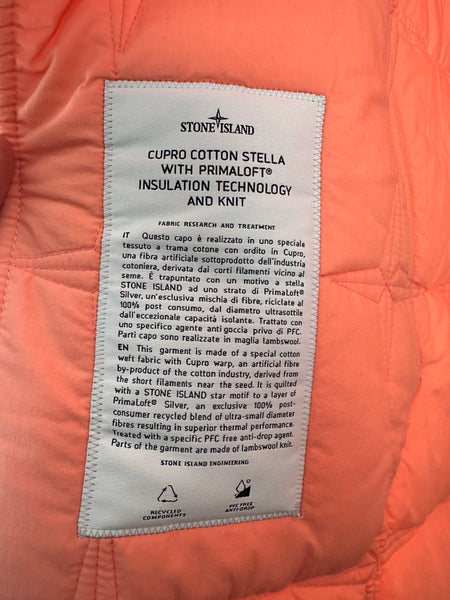 STONE ISLAND
CUPRO COTTON STELLA
WITH PRIMALOFT®
INSULATION TECHNOLOGY
AND KNIT
FABRIC RESEARCH AND TREATMENT
IT Questo capo è realizzato in uno speciale
tessuto a trama cotone con ordito in Cupro,
una fibra artificiale sottoprodotto dell'industria
cotoniera, derivata dai corti filamenti vicino al
seme. È trapuntato con un motivo a stella
STONE ISLAND ad uno strato di PrimaLoft®
Silver, un'esclusiva mischia di fibre, riciclate al
100% post consumo, dal diametro ultrasottile
dall'eccezionale capacità isolante. Trattato con
uno specifico agente anti goccia privo di PFC.
Parti capo sono realizzate in maglia lambswool.
EN This garment is made of a special cotton
weft fabric with Cupro warp, an artificial fibre
by-product of the cotton industry, derived from
the short filaments near the seed. It is quilted
with a STONE ISLAND star motif to a layer of
PrimaLoft® Silver, an exclusive 100% post-
consumer recycled blend of ultra-small diameter
fibres resulting in superior thermal performance.
Treated with a specific PFC free anti-drop agent.
Parts of the garment are made of lambswool knit.
STONE ISLAND ENGINEERING
RECYCLED
COMPONENTS
PFC FREE
ANTI-DROP